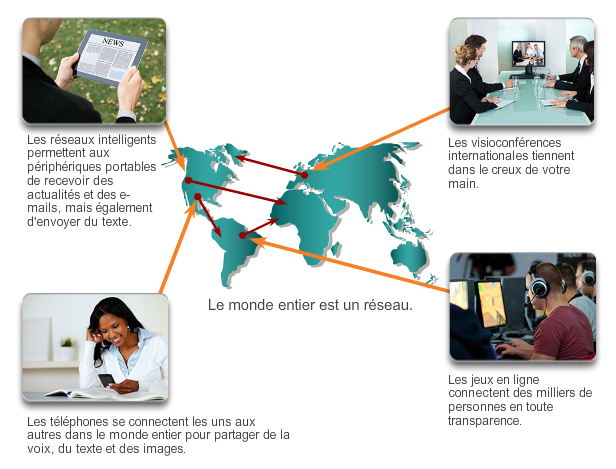 NEWS
Les réseaux intelligents
permettent aux
périphériques portables
de recevoir des
actualités et des e-
mails, mais également
d'envoyer du texte.
Les visioconférences
internationales tiennent
dans le creux de votre
main.
Le monde entier est un réseau.
Les téléphones se connectent les uns aux
autres dans le monde entier pour partager de la
voix, du texte et des images.
Les jeux en ligne
connectent des milliers de
personnes en toute
transparence.